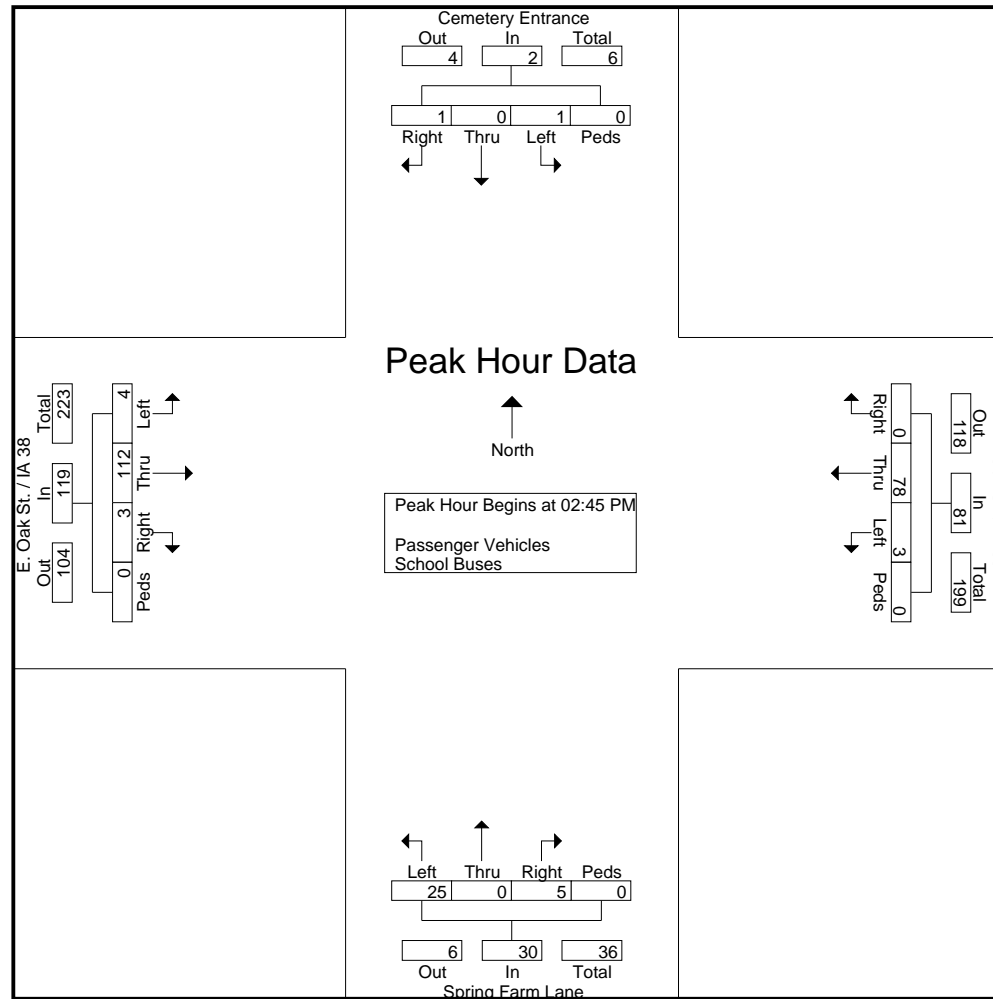 Cemetery Entrance
Out In Total
4 2 6
1 0 1 0
Right Thru Left Peds
Peak Hour Data
North
Peak Hour Begins at 02:45 PM
Passenger Vehicles
School Buses
E. Oak St. / IA 38
Out In Total
104 119 223
Peds Right Thru Left
0 3 112 4
Out In Total
118 81 199
Right Thru Left Peds
0 78 3 0
Left Thru Right Peds
25 0 5 0
6 30 36
Out In Total
Spring Farm Lane